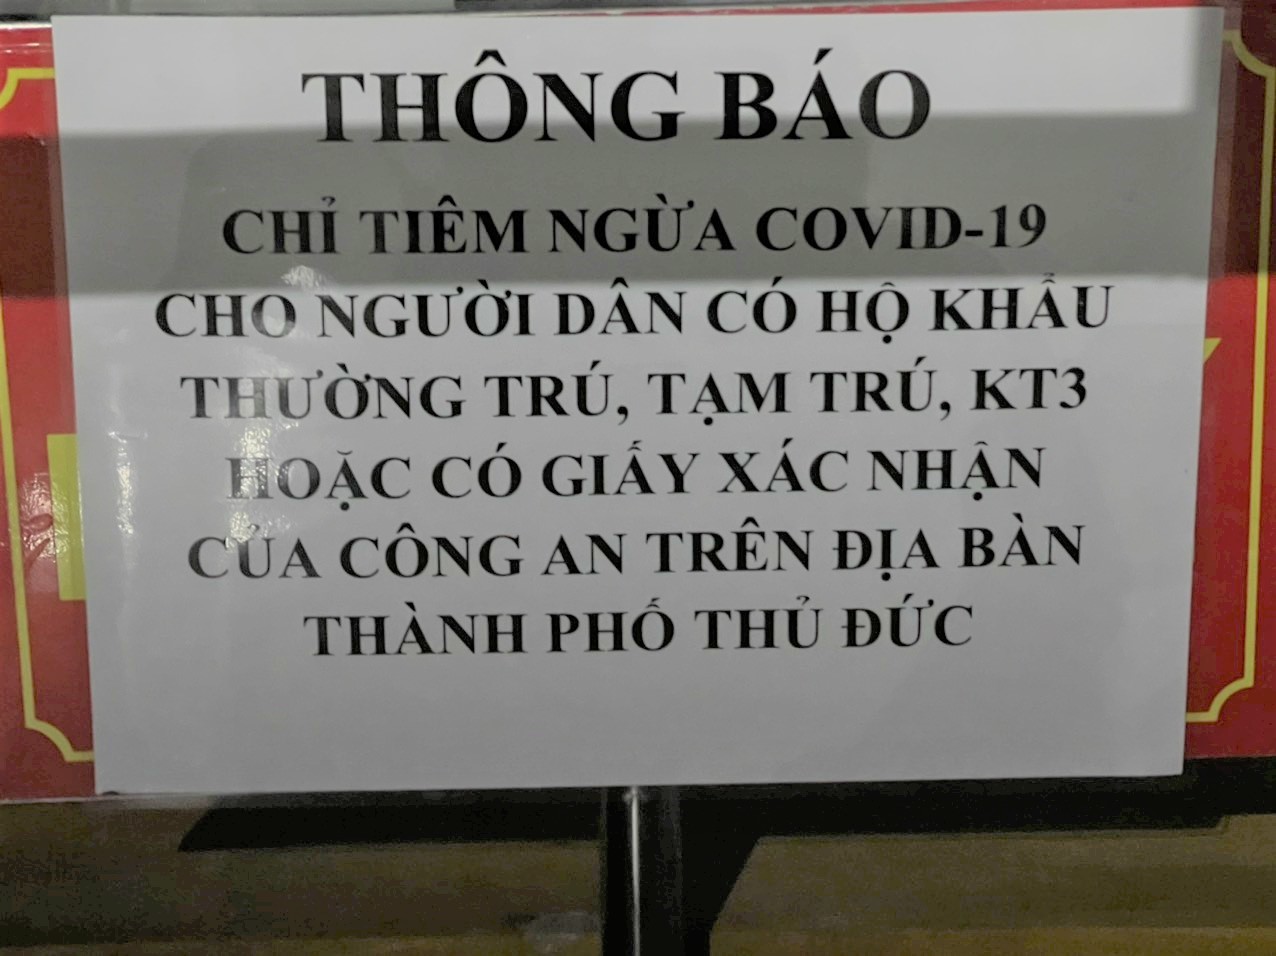 THÔNG BÁO
CHỈ TIÊM NGỪA COVID-19
CHO NGƯỜI DÂN CÓ HỘ KHẨU
THƯỜNG TRÚ, TẠM TRÚ, KT3
HOẶC CÓ GIẤY XÁC NHẬN
CỦA CÔNG AN TRÊN ĐỊA BÀN
THÀNH PHỐ THỦ ĐỨC